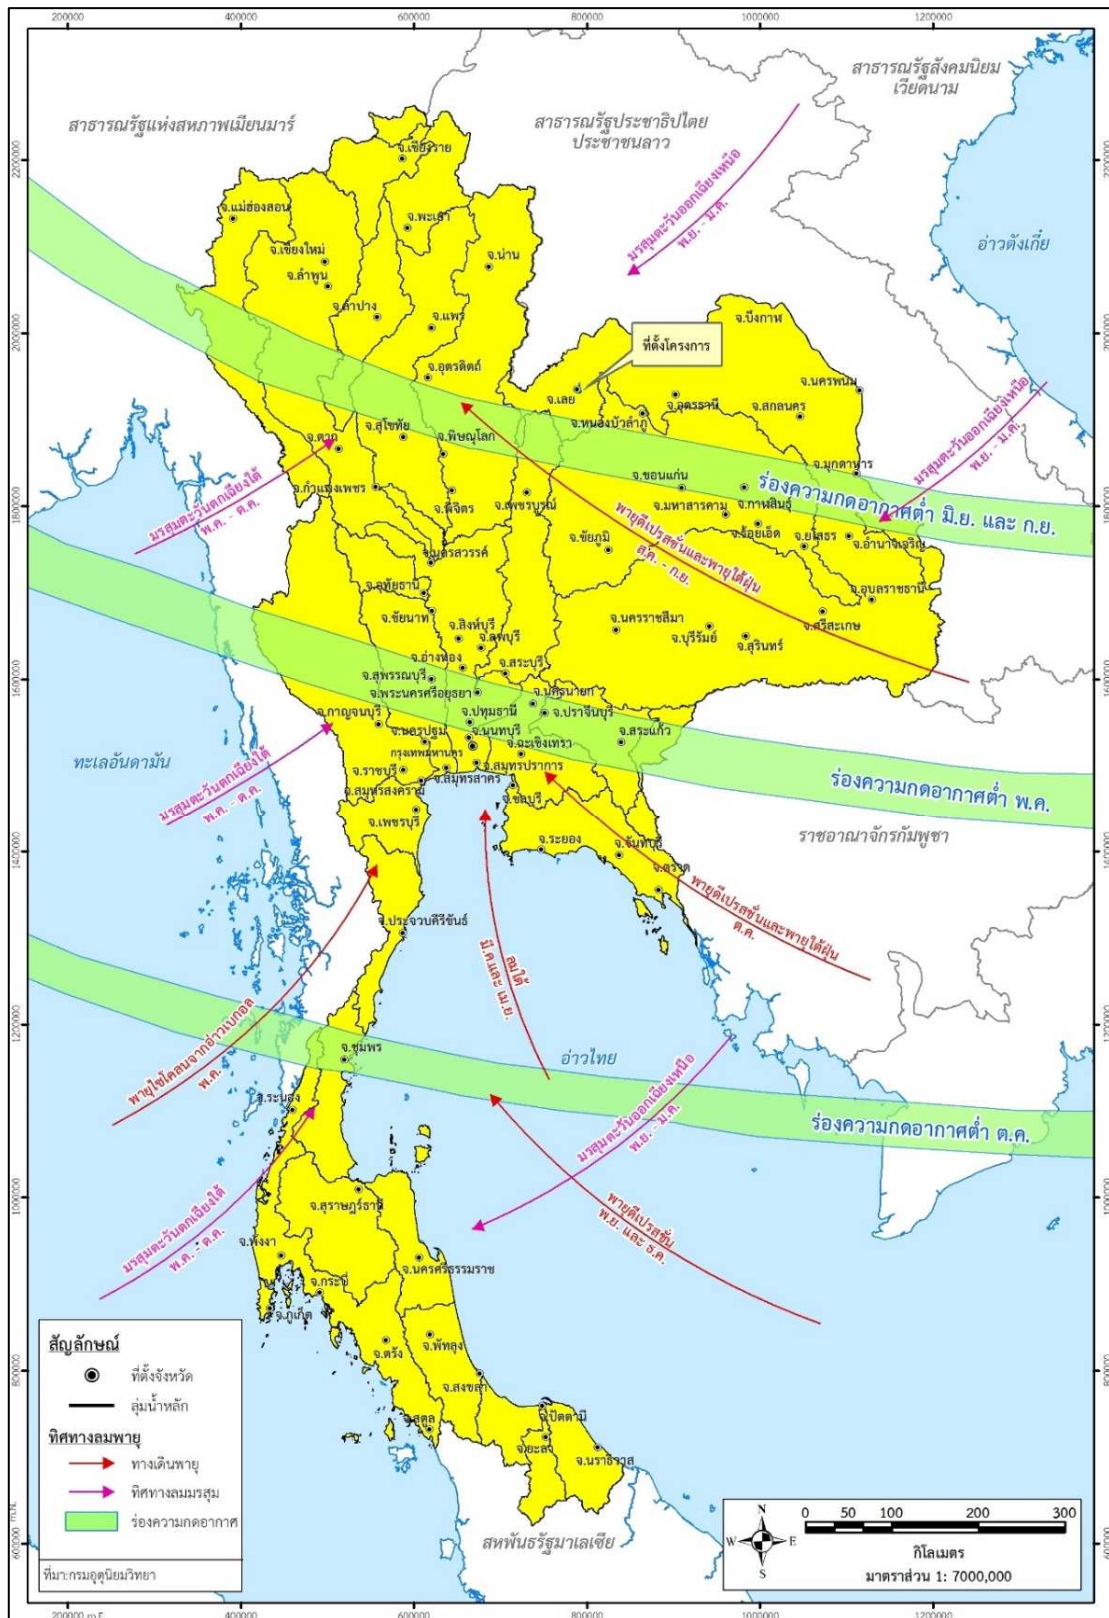 200000
400000
600000
800000
1000000
1200000
สาธารณรัฐสังคมนิยม
เวียดนาม
สาธารณรัฐแห่งสหภาพเมียนมาร์
สาธารณรัฐประชาธิปไตย
ประชาชนลาว
2200000
2200000
จ.เชียงราย
มรสุมตะวันออกเฉียงเหนือ
พ.ย. - ม.ค.
จ.แม่ฮ่องสอน
จ.พะเยา
อ่าวตังเกี๋ย
จ.เชียงใหม่
จ.น่าน
จ.ลำพูน
จ.ลำปาง
จ.แพร่
จ.บึงกาฬ
2000000
2000000
ที่ตั้งโครงการ
จ.อุตรดิตถ์
จ.เลย
จ.อุดรธานี
จ.นครพนม
จ.หนองบัวลำภู
จ.สกลนคร
มรสุมตะวันออกเฉียงเหนือ
พ.ย. - ม.ค.
จ.สุโขทัย
จ.ตาก
จ.พิษณุโลก
จ.มุกดาหาร
จ.ขอนแก่น
จ.กำแพงเพชร
จ.พิจิตร
จ.เพชรบูรณ์
จ.มหาสารคาม
จ.กาฬสินธุ์
ร่องความกดอากาศต่ำ มิ.ย. และ ก.ย.
1800000
1800000
มรสุมตะวันตกเฉียงใต้
พ.ค. - ต.ค.
พายุดีเปรสชั่นและพายุไต้ฝุ่น
ส.ค. - ก.ย.
จ.ชัยภูมิ
จ.ร้อยเอ็ด
จ.ยโสธร
จ.อำนาจเจริญ
จ.นครสวรรค์
จ.อุทัยธานี
จ.อุบลราชธานี
จ.ชัยนาท
จ.สิงห์บุรี
จ.นครราชสีมา
จ.ศรีสะเกษ
จ.ลพบุรี
จ.บุรีรัมย์
จ.สุรินทร์
จ.อ่างทอง
จ.สระบุรี
1600000
1600000
จ.สุพรรณบุรี
จ.พระนครศรีอยุธยา
จ.นครนายก
จ.กาญจนบุรี
จ.ปทุมธานี
จ.ปราจีนบุรี
จ.นครปฐม
จ.นนทบุรี
จ.สระแก้ว
กรุงเทพมหานคร
จ.ฉะเชิงเทรา
ทะเลอันดามัน
จ.ราชบุรี
จ.สมุทรปราการ
จ.สมุทรสาคร
ร่องความกดอากาศต่ำ พ.ค.
จ.สมุทรสงคราม
จ.ชลบุรี
มรสุมตะวันตกเฉียงใต้
พ.ค. - ต.ค.
จ.เพชรบุรี
ราชอาณาจักรกัมพูชา
จ.ระยอง
จ.จันทบุรี
1400000
1400000
จ.ตราด
จ.ประจวบคีรีขันธ์
พายุดีเปรสชั่นและพายุไต้ฝุ่น
ต.ค.
ลมใต้
มี.ค.และ เม.ย.
1200000
1200000
พายุไซโคลนจากอ่าวเบกอล
พ.ค.
จ.ชุมพร
อ่าวไทย
จ.ระนอง
มรสุมตะวันออกเฉียงเหนือ
พ.ย. - ม.ค.
ร่องความกดอากาศต่ำ ต.ค.
1000000
1000000
จ.สุราษฎร์ธานี
มรสุมตะวันตกเฉียงใต้
พ.ค. - ต.ค.
พายุดีเปรสชั่น
พ.ย. และ ธ.ค.
จ.พังงา
จ.นครศรีธรรมราช
จ.กระบี่
จ.ภูเก็ต
จ.ตรัง
จ.พัทลุง
800000
800000
จ.สงขลา
จ.สตูล
จ.ปัตตานี
จ.ยะลา
จ.นราธิวาส
สัญลักษณ์
ที่ตั้งจังหวัด
ลุ่มน้ำหลัก
ทิศทางลมพายุ
ทางเดินพายุ
ทิศทางลมมรสุม
ร่องความกดอากาศ
ที่มา:กรมอุตุนิยมวิทยา
สหพันธรัฐมาเลเซีย
N
W
E
S
0 50 100 200 300
กิโลเมตร
มาตราส่วน 1: 7000,000
600000 m.N.
600000
200000 m.E.
400000
600000
800000
1000000
1200000